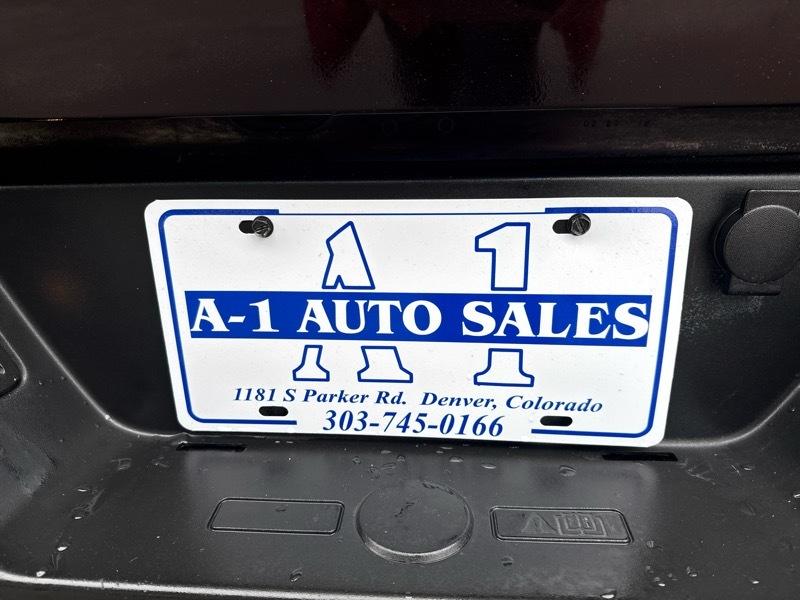 A 1
A-1 AUTO SALES
1181 S Parker Rd. Denver, Colorado
303-745-0166